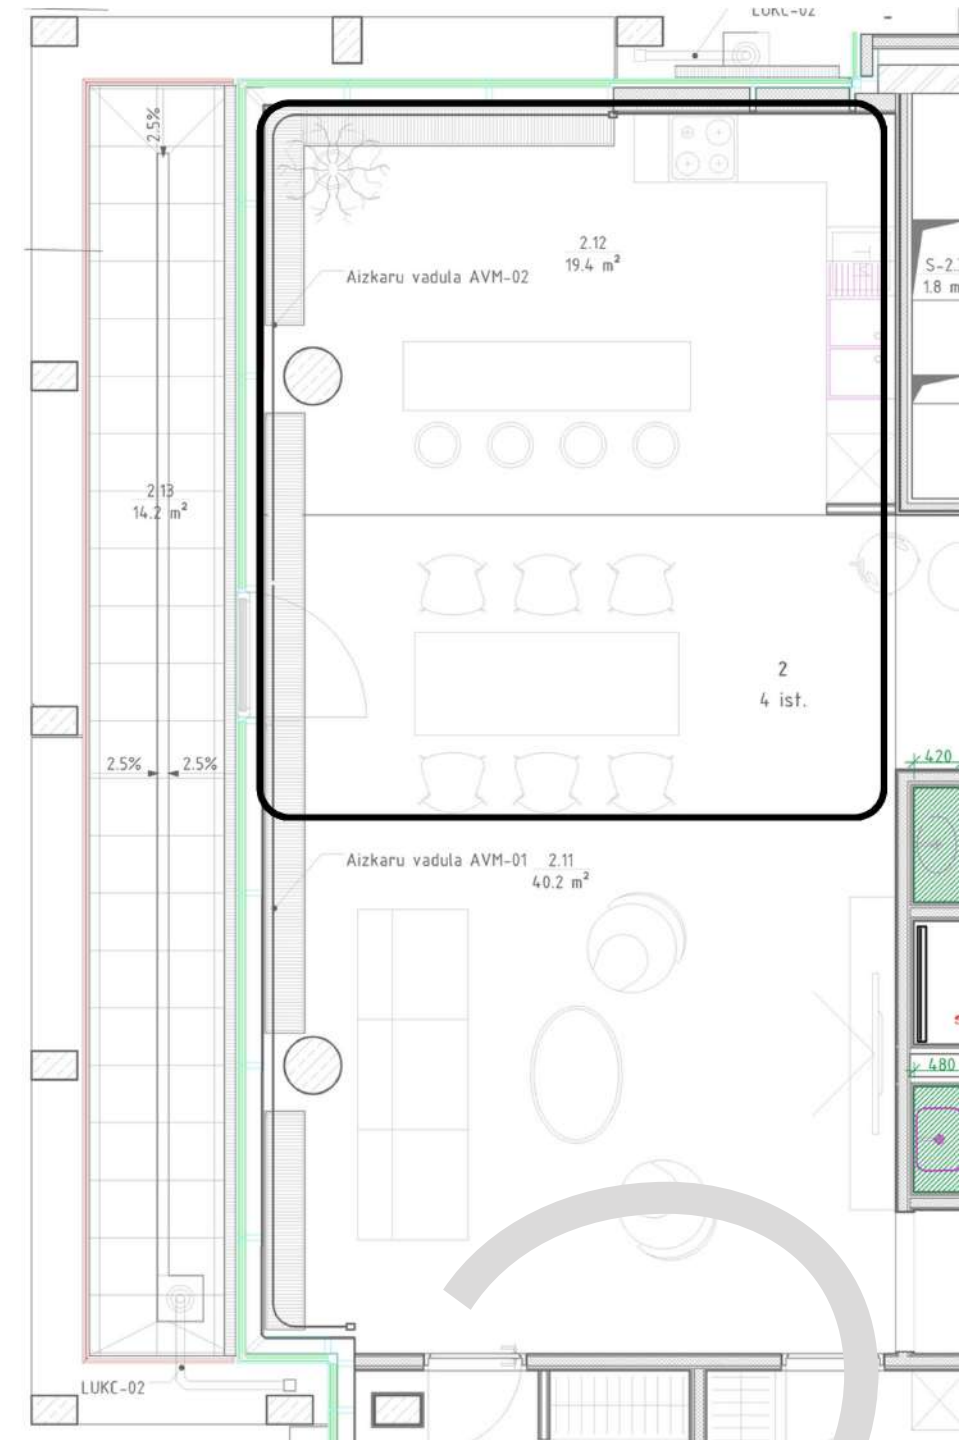 LUKC-02
2.5%
2.12
19.4 m²
Aizkaru vadula AVM-02
S-2.
1.8 m
2.13
14.2 m²
2
4 ist.
2.5%
2.5%
420
Aizkaru vadula AVM-01
2.11
40.2 m²
480
LUKC-02